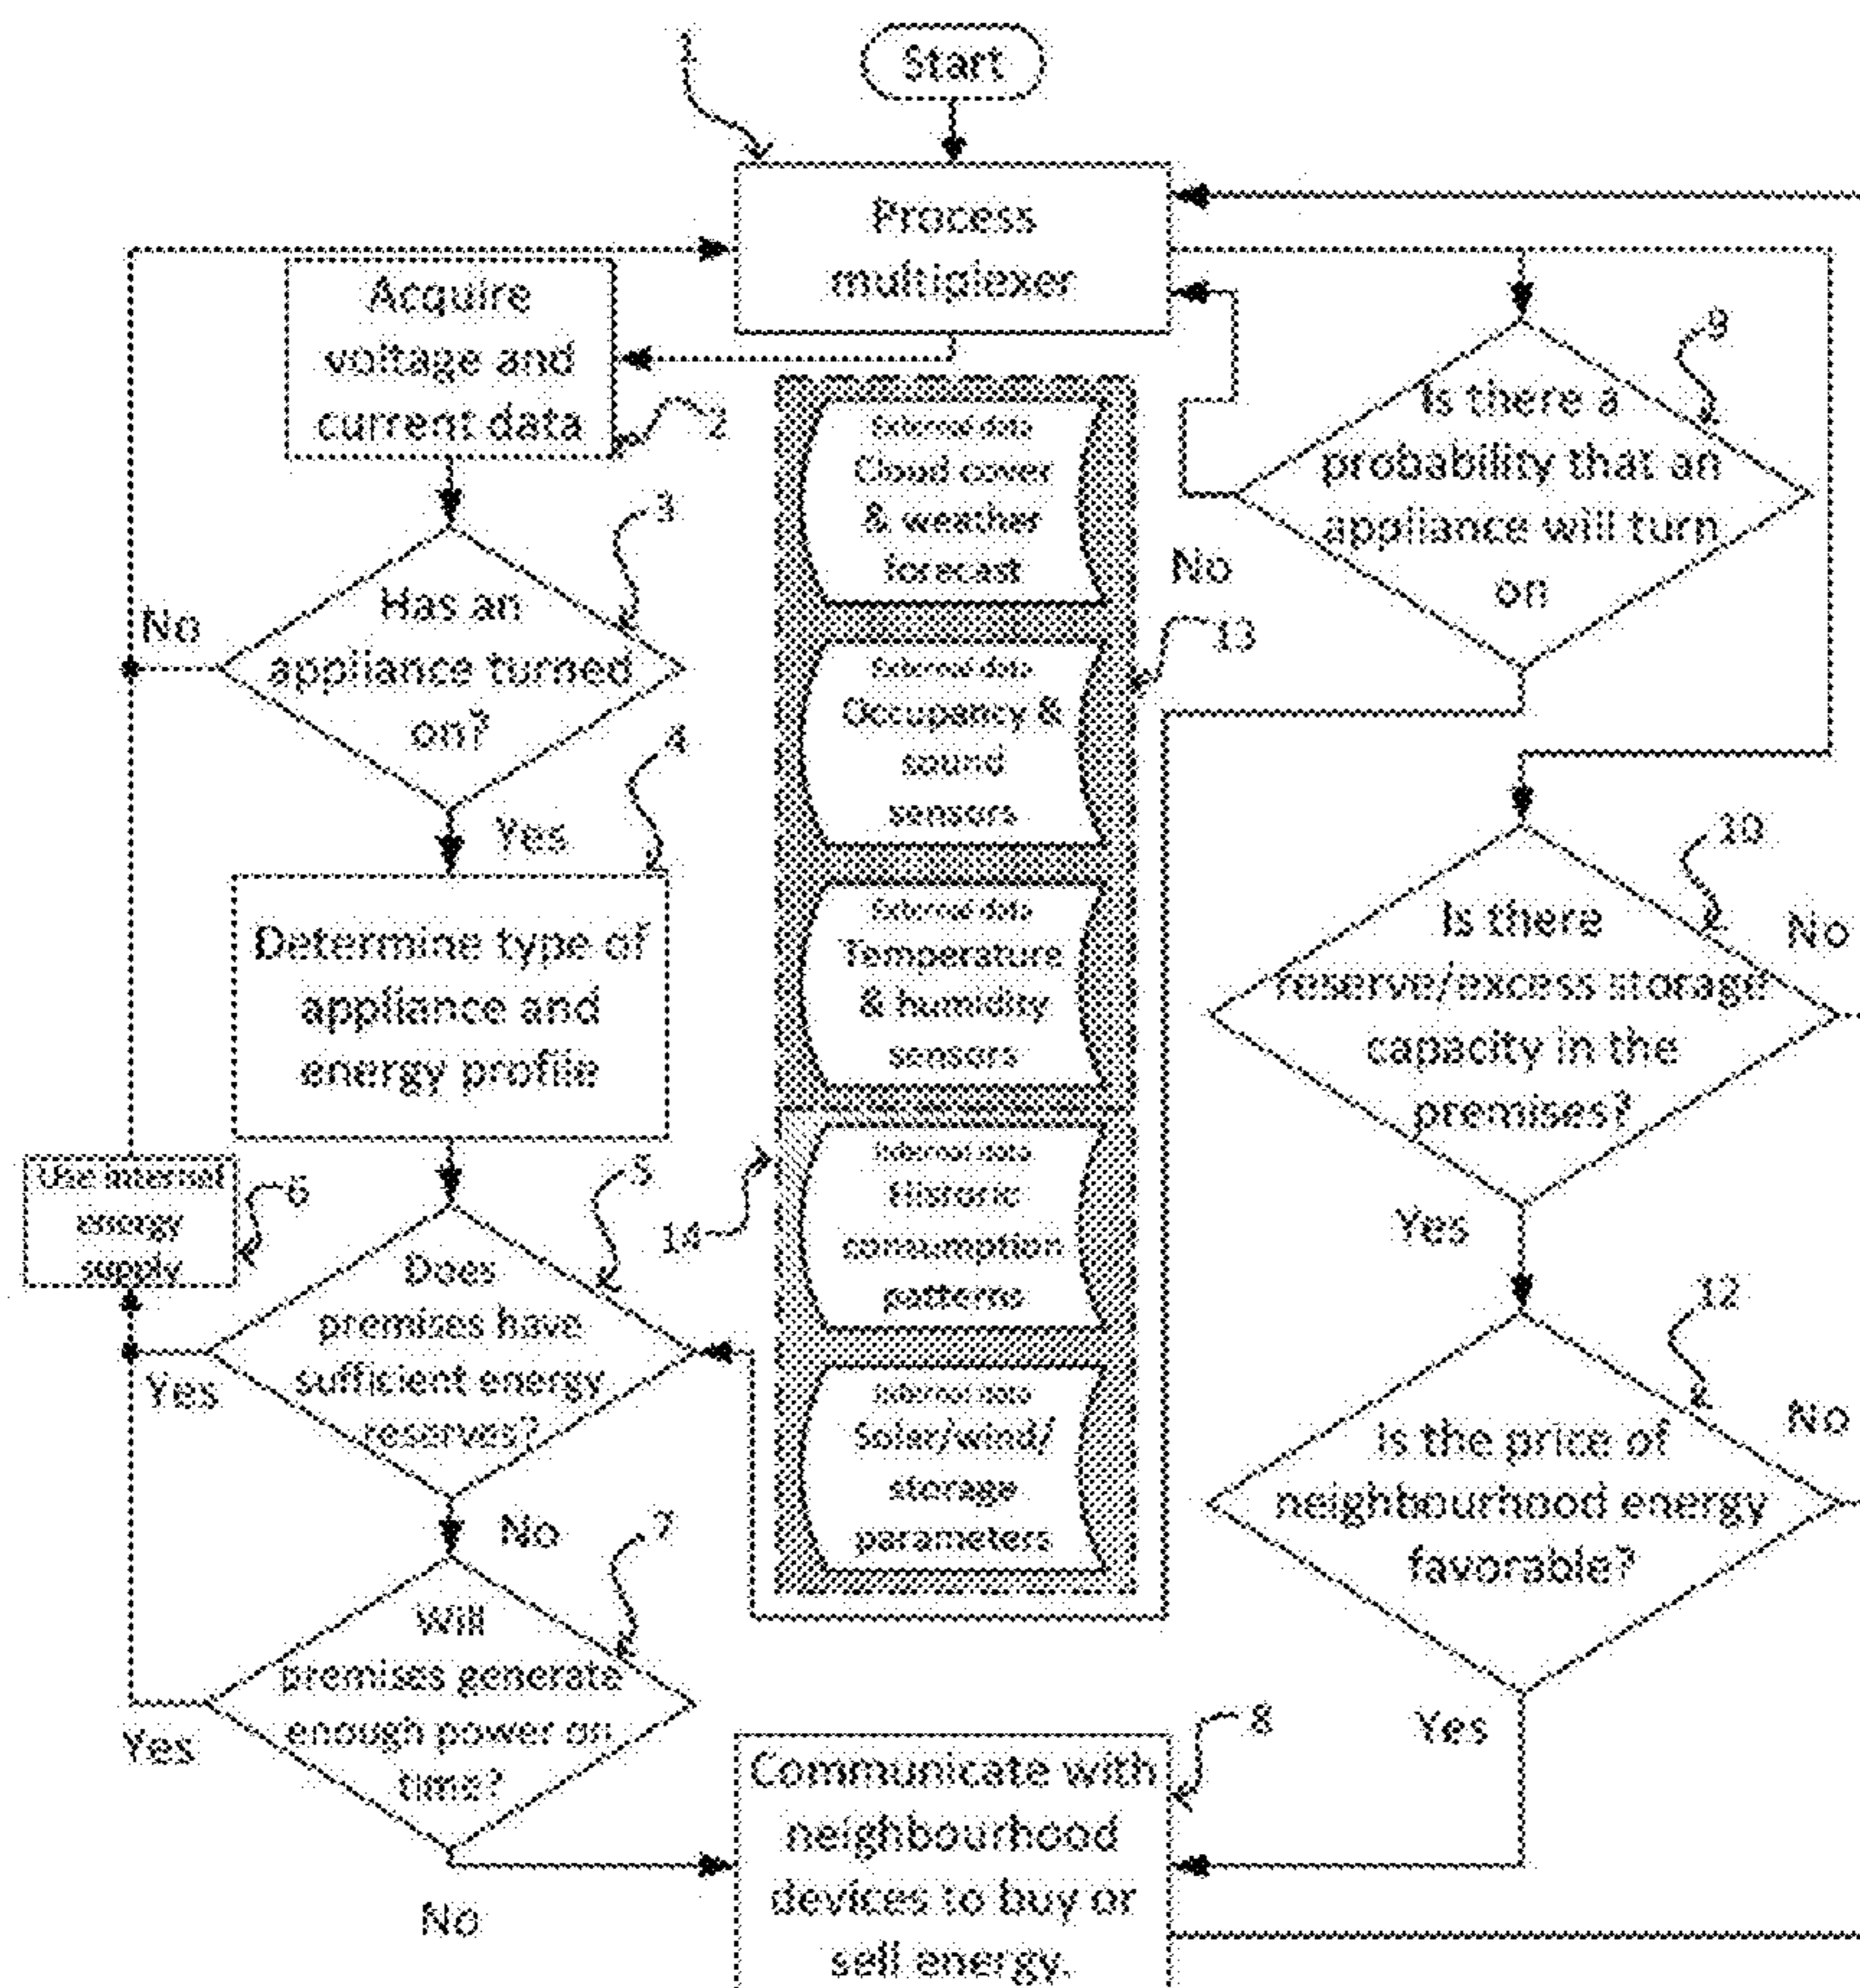 1
Start
Process
multiplexer
Acquire
voltage and
current data
2
3
Has an
appliance turned
on?
No
Yes
4
Determine type of
appliance and
energy profile
5
Use internal
energy
supply
6
Does
premises have
sufficient energy
reserves?
Yes
No
7
Will
premises generate
enough power on
time?
Yes
No
External data
Cloud cover
& weather
forecast
External data
Occupancy &
sound
sensors
13
External data
Temperature
& humidity
sensors
14
Internal data
Historic
consumption
patterns
Internal data
Solar/wind/
storage
parameters
9
Is there a
probability that an
appliance will turn
on
No
10
Is there
reserve/excess storage
capacity in the
premises?
No
Yes
12
Is the price of
neighbourhood energy
favorable?
No
Yes
8
Communicate with
neighbourhood
devices to buy or
sell energy.